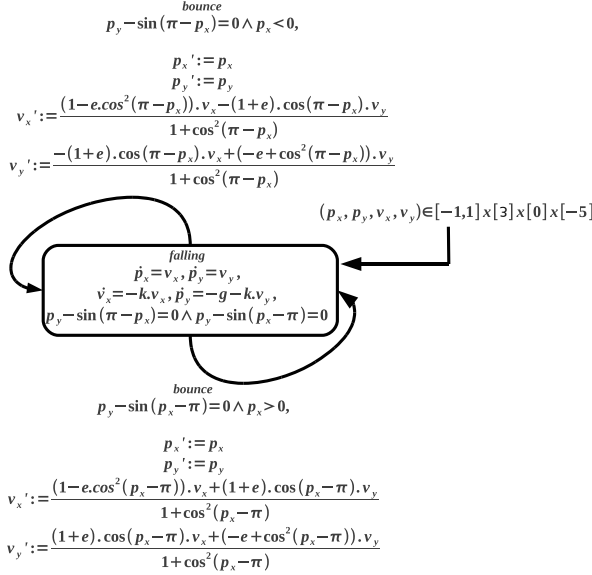 bounce
p_y−sin(π−p_x)=0∧p_x<0,
p_x':=p_x
p_y':=p_y
v_x':=\frac{(1−e.cos²(π−p_x)).v_x−(1+e).cos(π−p_x).v_y}{1+cos²(π−p_x)}
v_y':=\frac{−(1+e).cos(π−p_x).v_x+(−e+cos²(π−p_x)).v_y}{1+cos²(π−p_x)}
(p_x,p_y,v_x,v_y)∈[−1,1]x[3]x[0]x[−5]
falling
ṗ_x=v_x,ṗ_y=v_y,
v̇_x=−k.v_x,ṗ_y=−g−k.v_y,
p_y−sin(π−p_x)=0∧p_y−sin(p_x−π)=0
bounce
p_y−sin(p_x−π)=0∧p_x>0,
p_x':=p_x
p_y':=p_y
v_x':=\frac{(1−e.cos²(p_x−π)).v_x+(1+e).cos(p_x−π).v_y}{1+cos²(p_x−π)}
v_y':=\frac{(1+e).cos(p_x−π).v_x+(−e+cos²(p_x−π)).v_y}{1+cos²(p_x−π)}